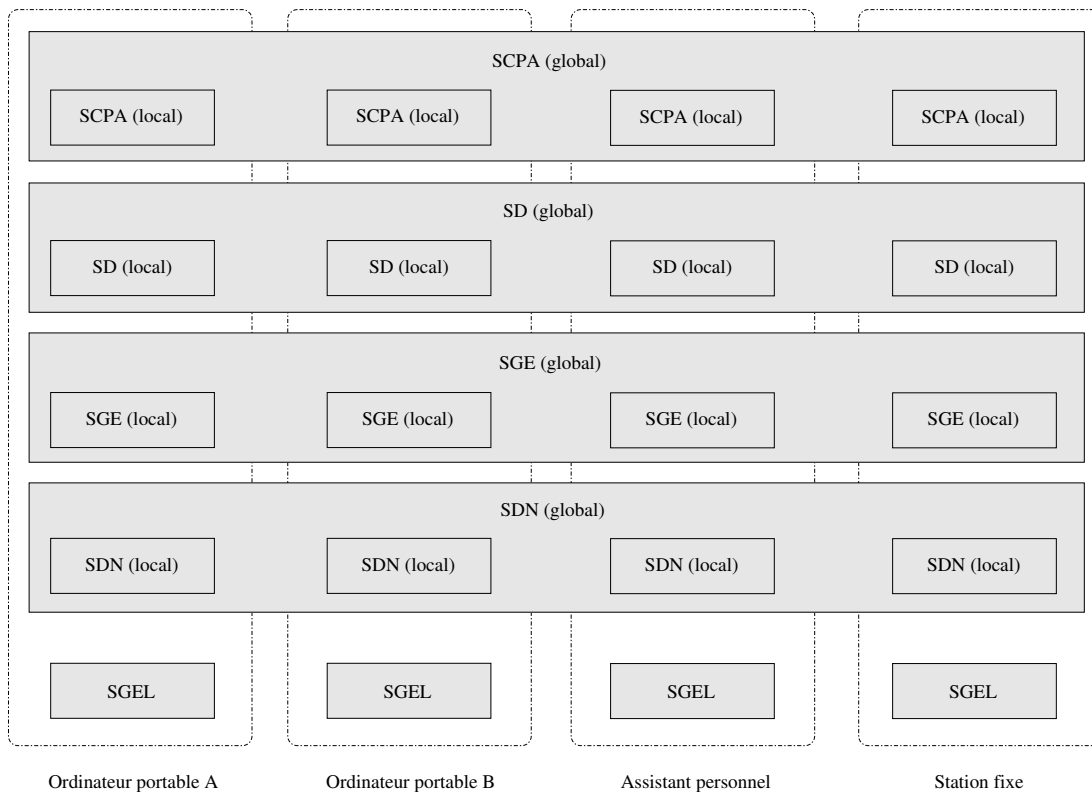 SCPA (global)
SCPA (local) SCPA (local) SCPA (local) SCPA (local)
SD (global)
SD (local) SD (local) SD (local) SD (local)
SGE (global)
SGE (local) SGE (local) SGE (local) SGE (local)
SDN (global)
SDN (local) SDN (local) SDN (local) SDN (local)
SGEL SGEL SGEL SGEL
Ordinateur portable A Ordinateur portable B Assistant personnel Station fixe